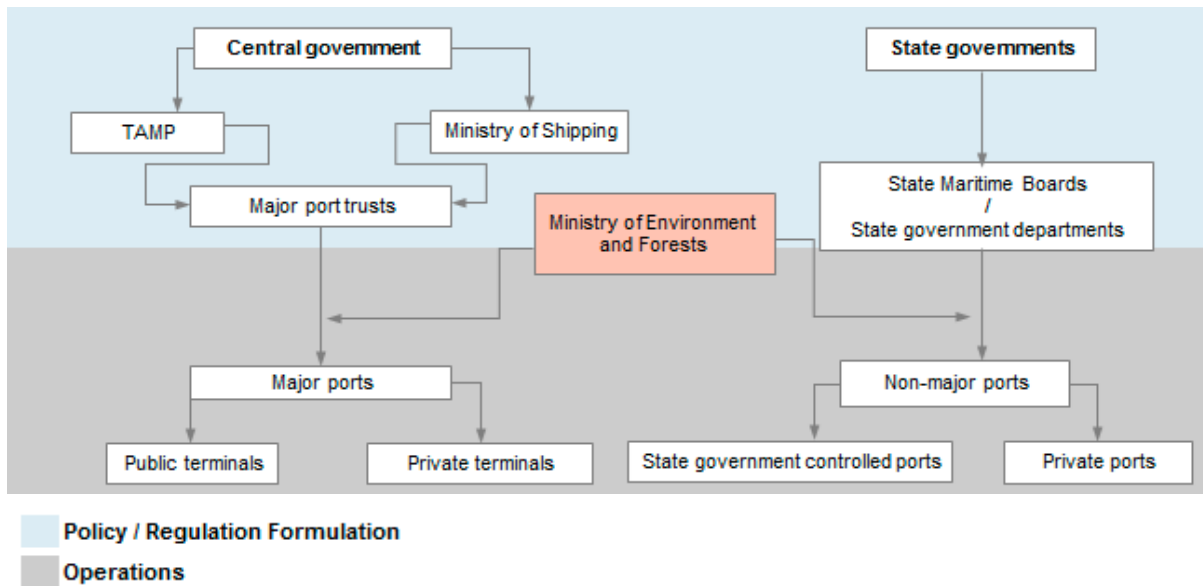 Central government
State governments
TAMP
Ministry of Shipping
Major port trusts
Ministry of Environment
and Forests
State Maritime Boards
/
State government departments
Major ports
Non-major ports
Public terminals
Private terminals
State government controlled ports
Private ports
Policy / Regulation Formulation
Operations